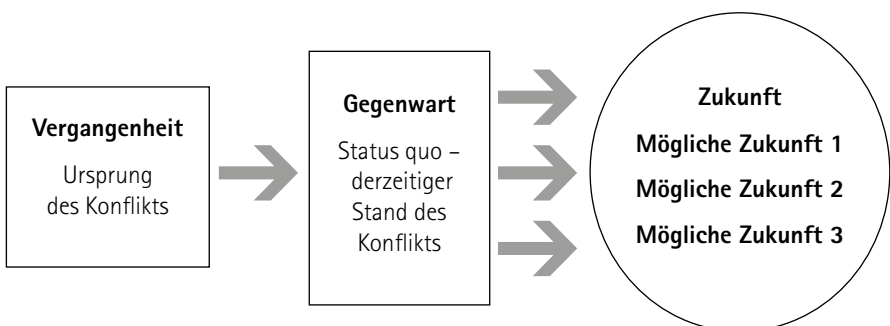 Vergangenheit
Ursprung
des Konflikts
Gegenwart
Status quo –
derzeitiger
Stand des
Konflikts
Zukunft
Mögliche Zukunft 1
Mögliche Zukunft 2
Mögliche Zukunft 3